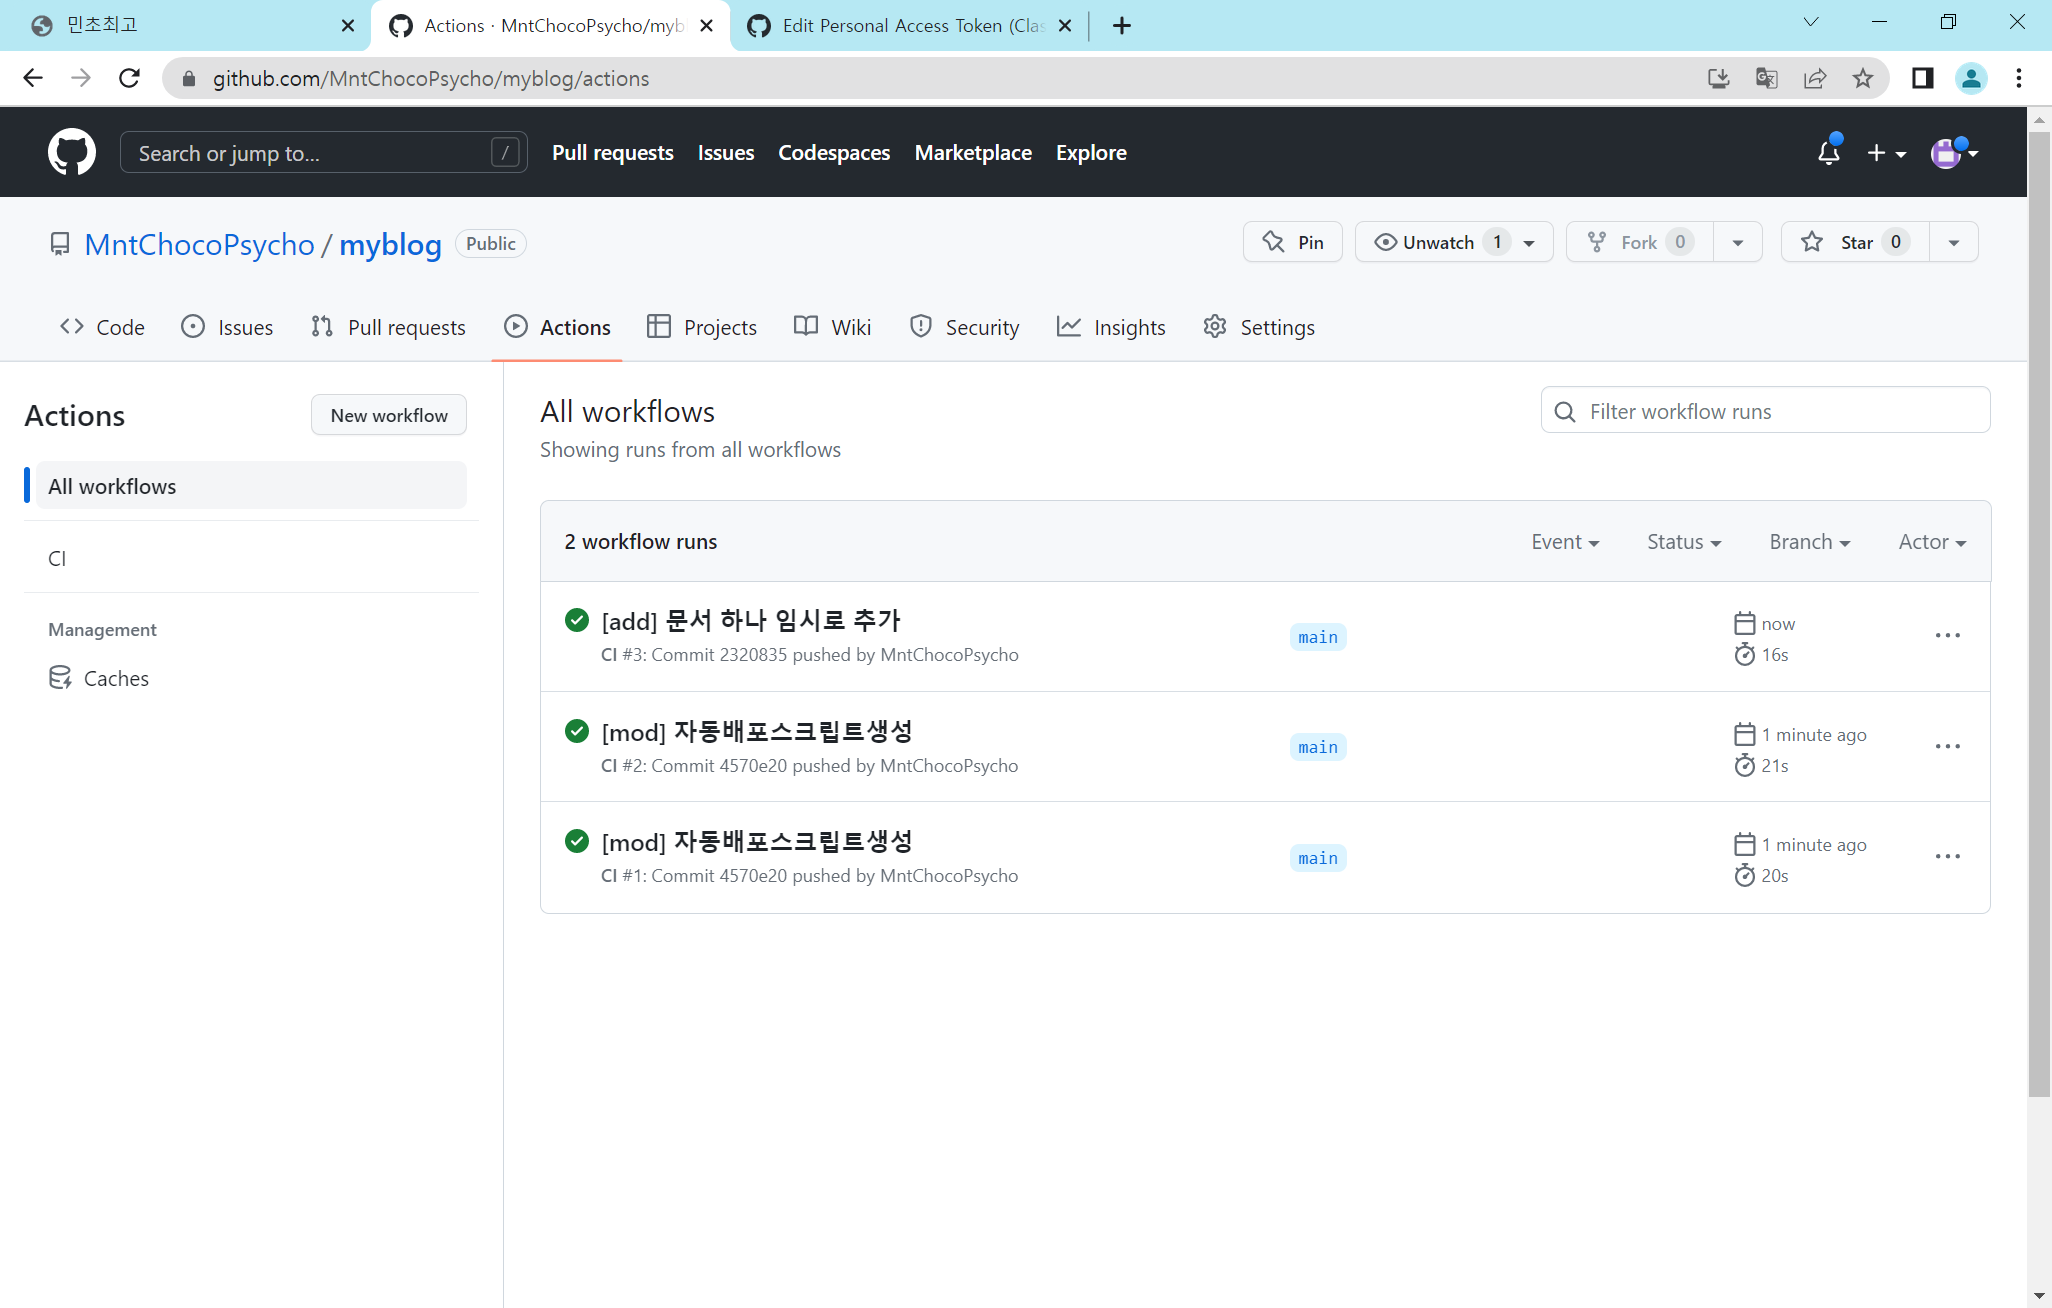 민초최고
Actions · MntChocoPsycho/myb
Edit Personal Access Token (Clas
github.com/MntChocoPsycho/myblog/actions
Search or jump to...
/
Pull requests
Issues
Codespaces
Marketplace
Explore
MntChocoPsycho / myblog
Public
Pin
Unwatch 1
Fork 0
Star 0
Code
Issues
Pull requests
Actions
Projects
Wiki
Security
Insights
Settings
Actions
New workflow
All workflows
CI
Management
Caches
All workflows
Showing runs from all workflows
Filter workflow runs
2 workflow runs
Event
Status
Branch
Actor
[add] 문서 하나 임시로 추가
CI #3: Commit 2320835 pushed by MntChocoPsycho
main
now
16s
[mod] 자동배포스크립트생성
CI #2: Commit 4570e20 pushed by MntChocoPsycho
main
1 minute ago
21s
[mod] 자동배포스크립트생성
CI #1: Commit 4570e20 pushed by MntChocoPsycho
main
1 minute ago
20s